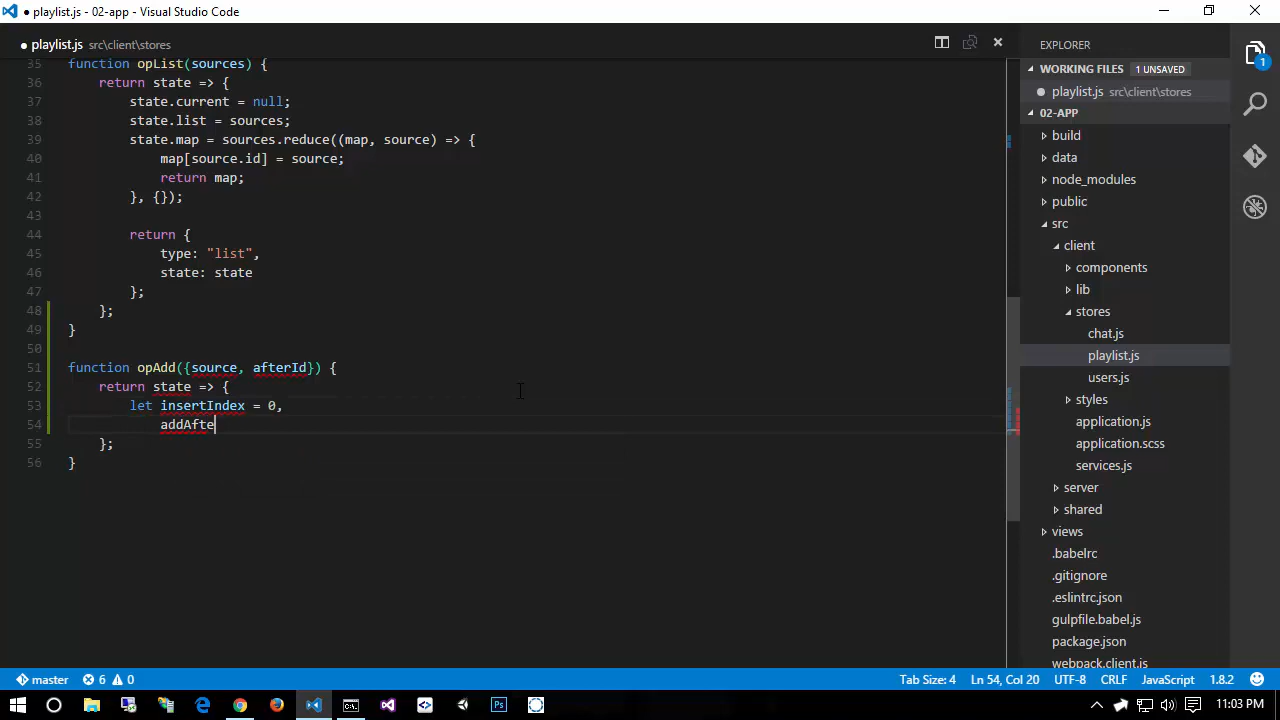 ● playlist.js - 02-app - Visual Studio Code
● playlist.js src\client\stores
35 function opList(sources) {
36 return state => {
37 state.current = null;
38 state.list = sources;
39 state.map = sources.reduce((map, source) => {
40 map[source.id] = source;
41 return map;
42 }, {});
43
44 return {
45 type: "list",
46 state: state
47 };
48 };
49 }
50
51 function opAdd({source, afterId}) {
52 return state => {
53 let insertIndex = 0,
54 addAfte
55 };
56 }
EXPLORER
WORKING FILES 1 UNSAVED
● playlist.js src\client\stores
02-APP
build
data
node_modules
public
src
client
components
lib
stores
chat.js
playlist.js
users.js
styles
application.js
application.scss
services.js
server
shared
views
.babelrc
.gitignore
.eslintrc.json
gulpfile.babel.js
package.json
webpack.client.js
1
master 6 0
Ln 54, Col 20 Tab Size: 4 UTF-8 CRLF JavaScript 1.8.2
11:03 PM